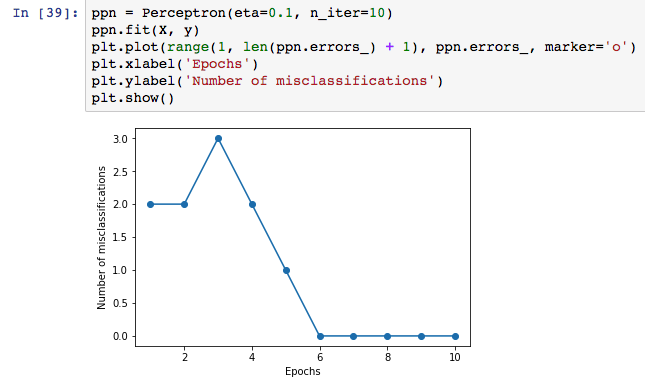 In [39]: ppn = Perceptron(eta=0.1, n_iter=10)
ppn.fit(X, y)
plt.plot(range(1, len(ppn.errors_) + 1), ppn.errors_, marker='o')
plt.xlabel('Epochs')
plt.ylabel('Number of misclassifications')
plt.show()
Number of misclassifications
3.0
2.5
2.0
1.5
1.0
0.5
0.0
2 4 6 8 10
Epochs